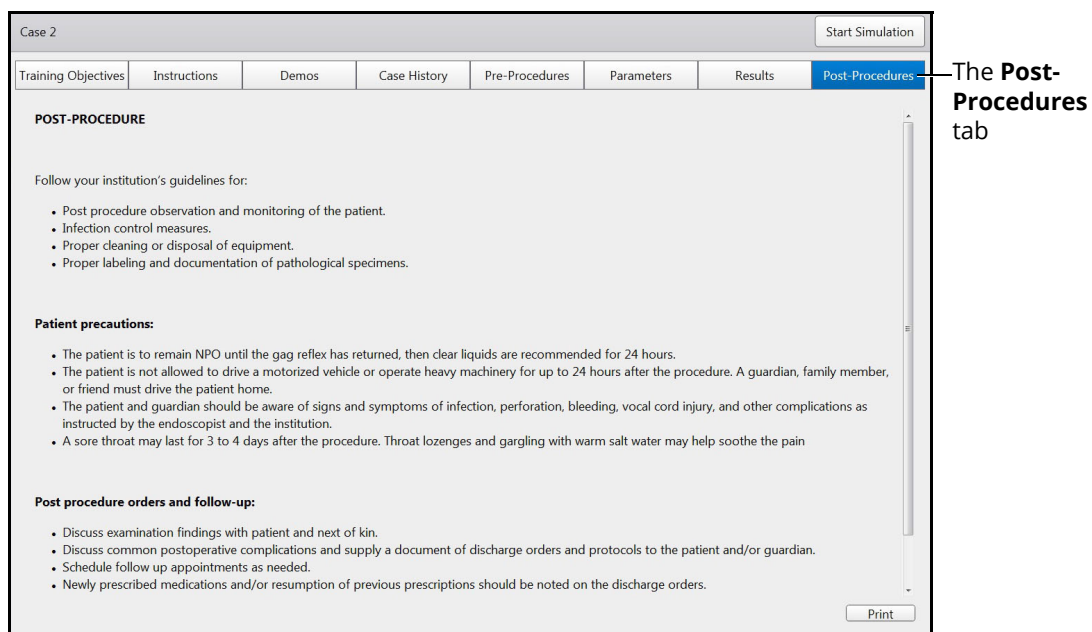 Case 2
Start Simulation
Training Objectives
Instructions
Demos
Case History
Pre-Procedures
Parameters
Results
Post-Procedures
The Post-
Procedures
tab
POST-PROCEDURE
Follow your institution's guidelines for:
• Post procedure observation and monitoring of the patient.
• Infection control measures.
• Proper cleaning or disposal of equipment.
• Proper labeling and documentation of pathological specimens.
Patient precautions:
• The patient is to remain NPO until the gag reflex has returned, then clear liquids are recommended for 24 hours.
• The patient is not allowed to drive a motorized vehicle or operate heavy machinery for up to 24 hours after the procedure. A guardian, family member,
or friend must drive the patient home.
• The patient and guardian should be aware of signs and symptoms of infection, perforation, bleeding, vocal cord injury, and other complications as
instructed by the endoscopist and the institution.
• A sore throat may last for 3 to 4 days after the procedure. Throat lozenges and gargling with warm salt water may help soothe the pain
Post procedure orders and follow-up:
• Discuss examination findings with patient and next of kin.
• Discuss common postoperative complications and supply a document of discharge orders and protocols to the patient and/or guardian.
• Schedule follow up appointments as needed.
• Newly prescribed medications and/or resumption of previous prescriptions should be noted on the discharge orders.
Print